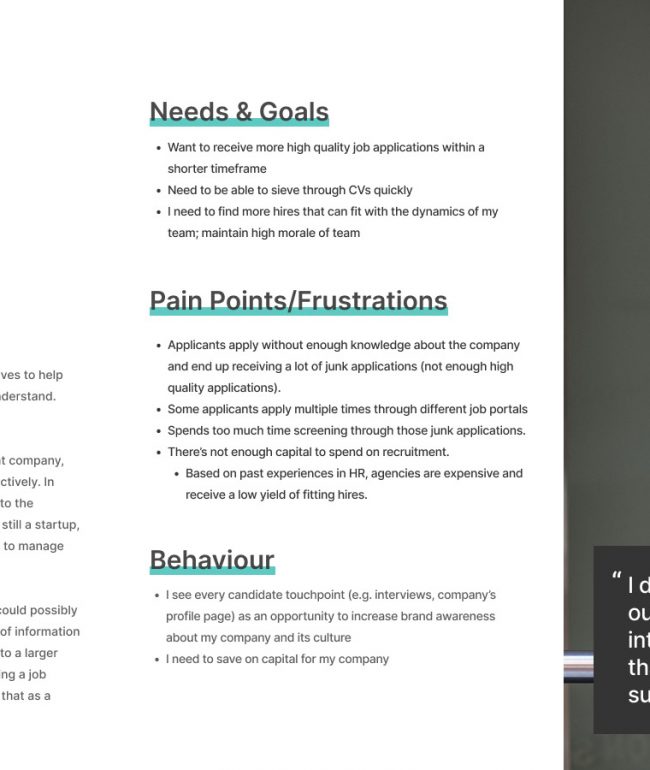 ves to help
derstand.
t company,
ctively. In
to the
still a startup,
to manage
could possibly
of information
to a larger
ng a job
that as a
Needs & Goals
• Want to receive more high quality job applications within a
shorter timeframe
• Need to be able to sieve through CVs quickly
• I need to find more hires that can fit with the dynamics of my
team; maintain high morale of team
Pain Points/Frustrations
• Applicants apply without enough knowledge about the company
and end up receiving a lot of junk applications (not enough high
quality applications).
• Some applicants apply multiple times through different job portals
• Spends too much time screening through those junk applications.
• There's not enough capital to spend on recruitment.
• Based on past experiences in HR, agencies are expensive and
receive a low yield of fitting hires.
Behaviour
• I see every candidate touchpoint (e.g. interviews, company's
profile page) as an opportunity to increase brand awareness
about my company and its culture
• I need to save on capital for my company
“ I d
ou
int
th
su